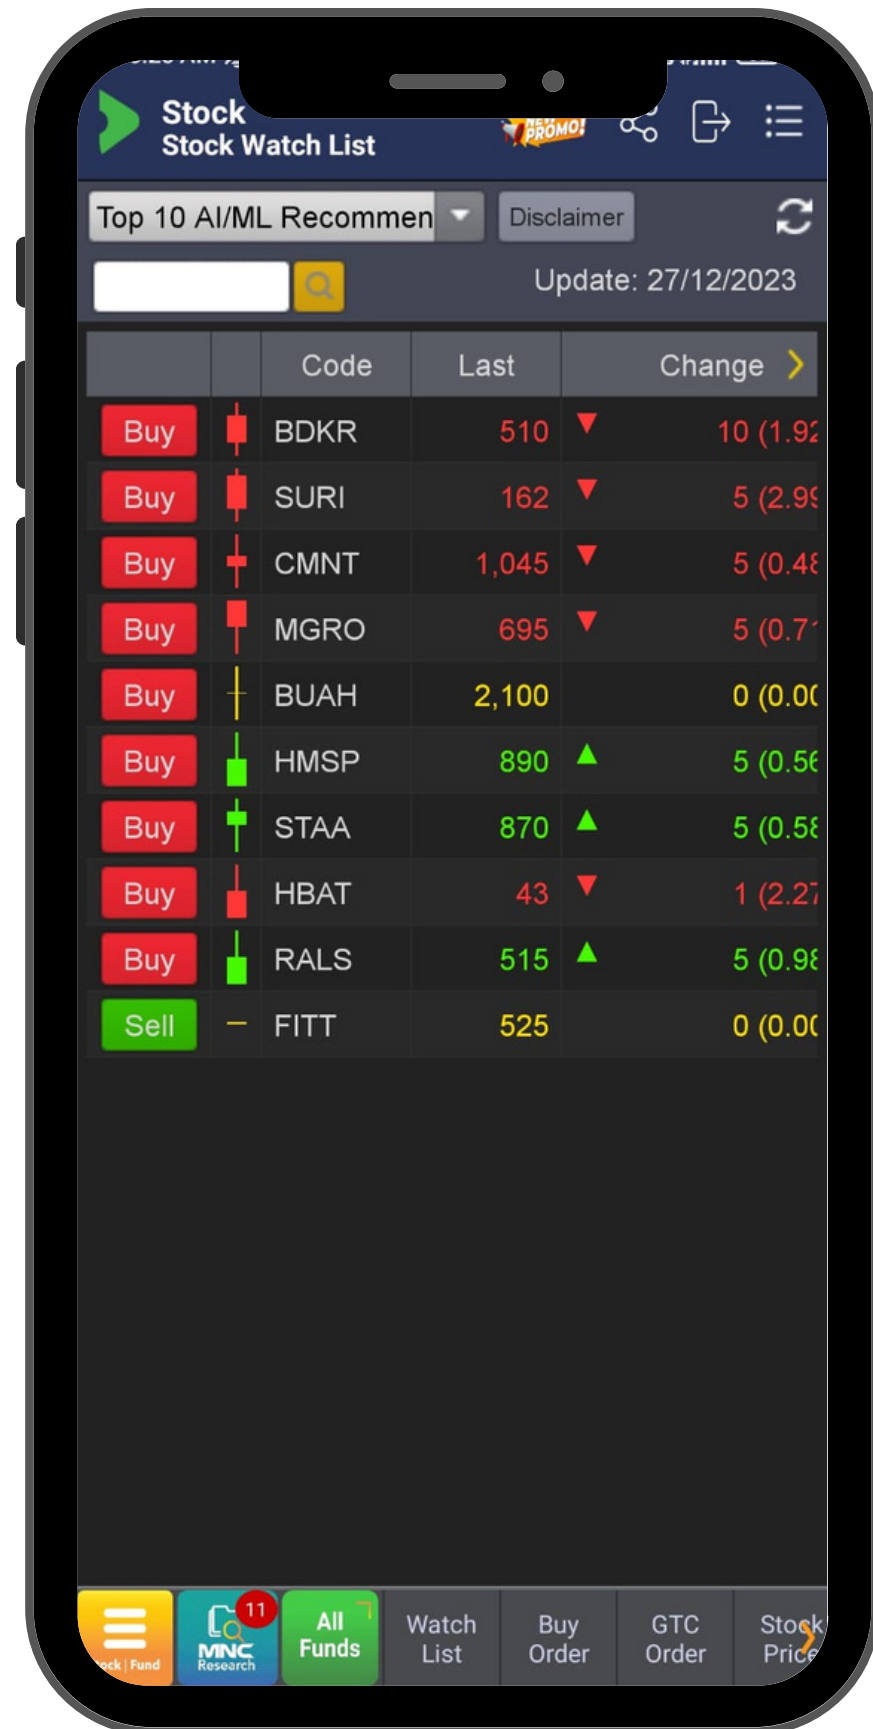 Stock
Stock Watch List
NEW
PROMO!
Top 10 AI/ML Recommen
Disclaimer
Update: 27/12/2023
Code Last Change
Buy BDKR 510 ▼ 10 (1.92
Buy SURI 162 ▼ 5 (2.99
Buy CMNT 1,045 ▼ 5 (0.48
Buy MGRO 695 ▼ 5 (0.71
Buy BUAH 2,100 0 (0.00
Buy HMSP 890 ▲ 5 (0.56
Buy STAA 870 ▲ 5 (0.58
Buy HBAT 43 ▼ 1 (2.27
Buy RALS 515 ▲ 5 (0.98
Sell FITT 525 0 (0.00
ock | Fund
11
MNC
Research
All
Funds
Watch
List
Buy
Order
GTC
Order
Stock
Price